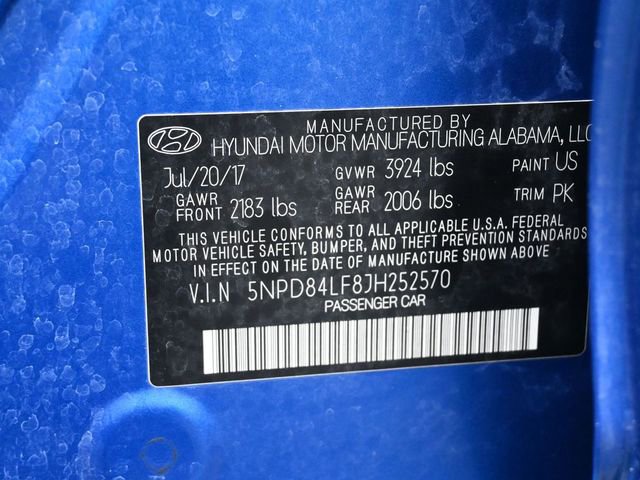 MANUFACTURED BY
HYUNDAI MOTOR MANUFACTURING ALABAMA, LLC
Jul/20/17 GVWR 3924 lbs PAINT US
GAWR FRONT 2183 lbs GAWR REAR 2006 lbs TRIM PK
THIS VEHICLE CONFORMS TO ALL APPLICABLE U.S.A. FEDERAL
MOTOR VEHICLE SAFETY, BUMPER, AND THEFT PREVENTION STANDARDS
IN EFFECT ON THE DATE OF MANUFACTURE SHOWN ABOVE
V.I.N 5NPD84LF8JH252570
PASSENGER CAR